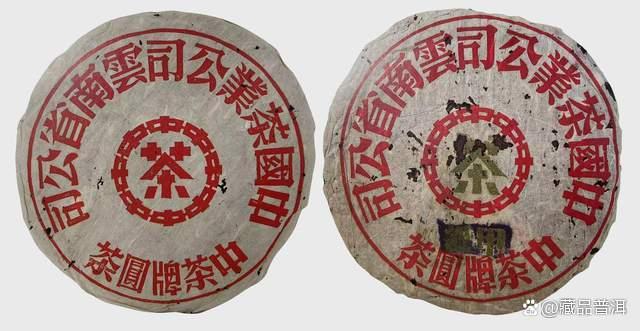 中國茶業公司雲南省公司
茶
中茶牌圓茶
中國茶業公司雲南省公司
茶
中茶牌圓茶
@藏品普洱